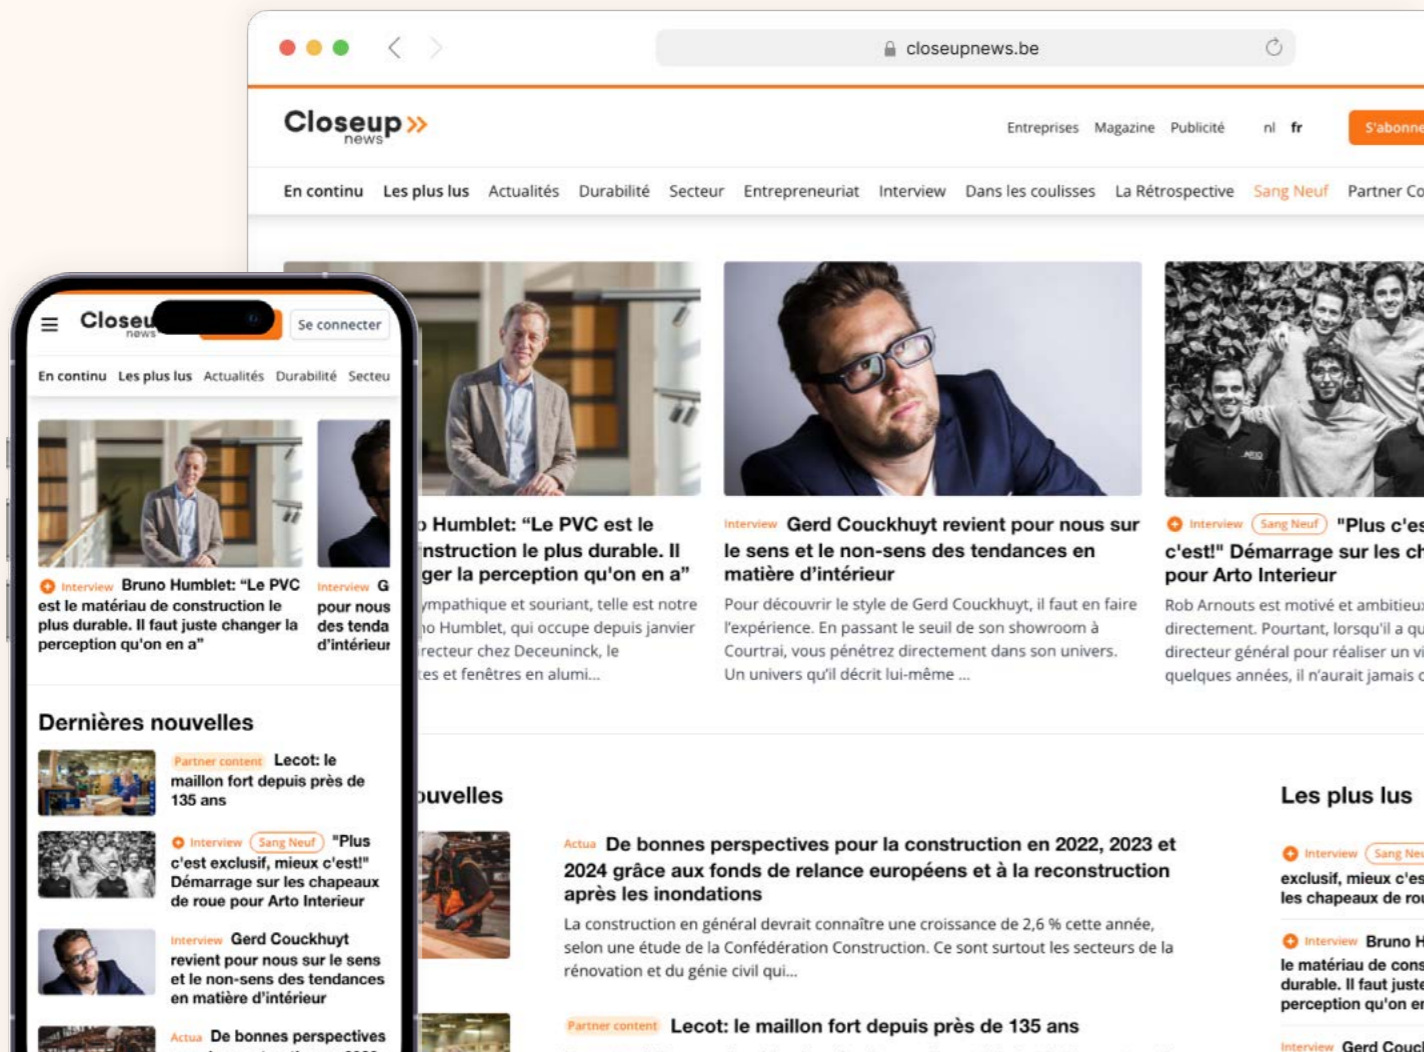 closeupnews.be
Closeup
news
Entreprises Magazine Publicité nl fr S'abonne
En continu Les plus lus Actualités Durabilité Secteur Entrepreneuriat Interview Dans les coulisses La Rétrospective Sang Neuf Partner Co
Humblet: “Le PVC est le
nstruction le plus durable. Il
ger la perception qu'on en a”
ympathique et souriant, telle est notre
no Humblet, qui occupe depuis janvier
recteur chez Deceuninck, le
tes et fenêtres en alumi...
Interview Gerd Couckhuyt revient pour nous sur
le sens et le non-sens des tendances en
matière d’intérieur
Pour découvrir le style de Gerd Couckhuyt, il faut en faire
l’expérience. En passant le seuil de son showroom à
Courtrai, vous pénétrez directement dans son univers.
Un univers qu’il décrit lui-même ...
Interview Sang Neuf "Plus c'es
c'est!" Démarrage sur les ch
pour Arto Interieur
Rob Arnouts est motivé et ambitieux
directement. Pourtant, lorsqu'il a qu
directeur général pour réaliser un vi
quelques années, il n’aurait jamais
ouvelles
Actua De bonnes perspectives pour la construction en 2022, 2023 et
2024 grâce aux fonds de relance européens et à la reconstruction
après les inondations
La construction en général devrait connaître une croissance de 2,6 % cette année,
selon une étude de la Confédération Construction. Ce sont surtout les secteurs de la
rénovation et du génie civil qui...
Partner content Lecot: le maillon fort depuis près de 135 ans
Les plus lus
Interview Sang Neu
exclusif, mieux c'es
les chapeaux de rou
Interview Bruno H
le matériau de cons
durable. Il faut juste
perception qu'on en
Interview Gerd Couck
Closeu
news
Se connecter
En continu Les plus lus Actualités Durabilité Secteu
Interview Bruno Humblet: “Le PVC
est le matériau de construction le
plus durable. Il faut juste changer la
perception qu'on en a”
Interview G
pour nous
des tenda
d’intérieur
Dernières nouvelles
Partner content Lecot: le
maillon fort depuis près de
135 ans
Interview Sang Neuf "Plus
c'est exclusif, mieux c'est!"
Démarrage sur les chapeaux
de roue pour Arto Interieur
Interview Gerd Couckhuyt
revient pour nous sur le sens
et le non-sens des tendances
en matière d’intérieur
Actua De bonnes perspectives